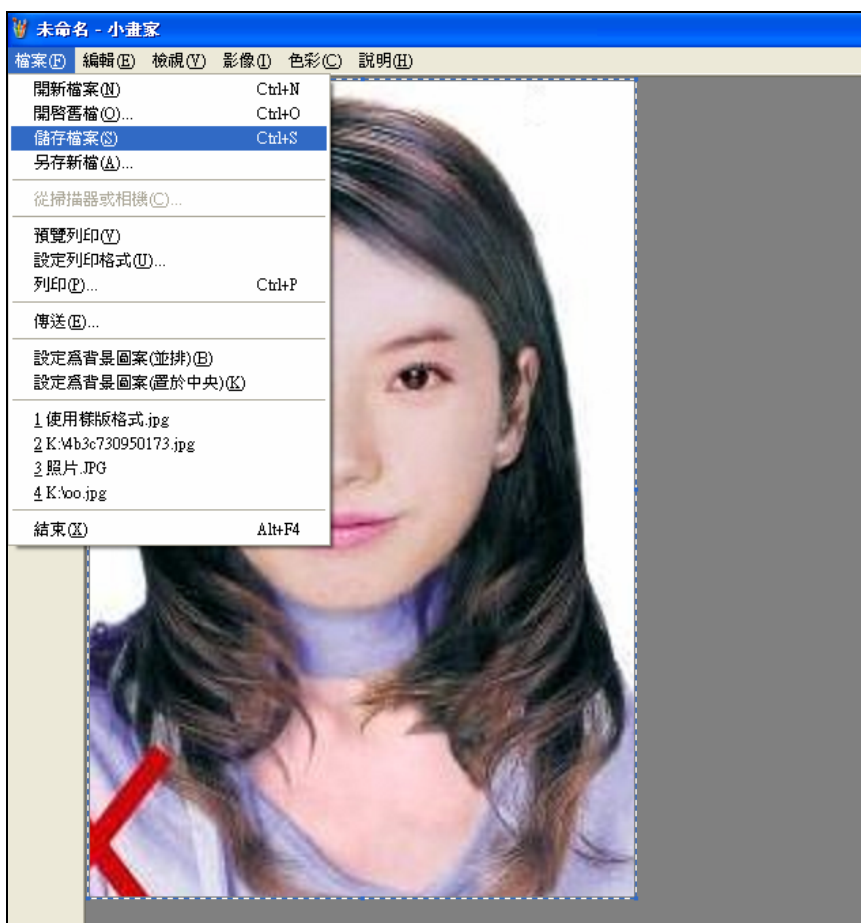 未命名 - 小畫家
檔案(F) 編輯(E) 檢視(V) 影像(I) 色彩(C) 說明(H)
開新檔案(N) Ctrl+N
開啓舊檔(O)... Ctrl+O
儲存檔案(S) Ctrl+S
另存新檔(A)...
從掃描器或相機(C)...
預覽列印(V)
設定列印格式(U)...
列印(P)... Ctrl+P
傳送(E)...
設定爲背景圖案(並排)(B)
設定爲背景圖案(置於中央)(K)
1 使用樣版格式.jpg
2 K:\4b3c730950173.jpg
3 照片.JPG
4 K:\oo.jpg
結束(X) Alt+F4